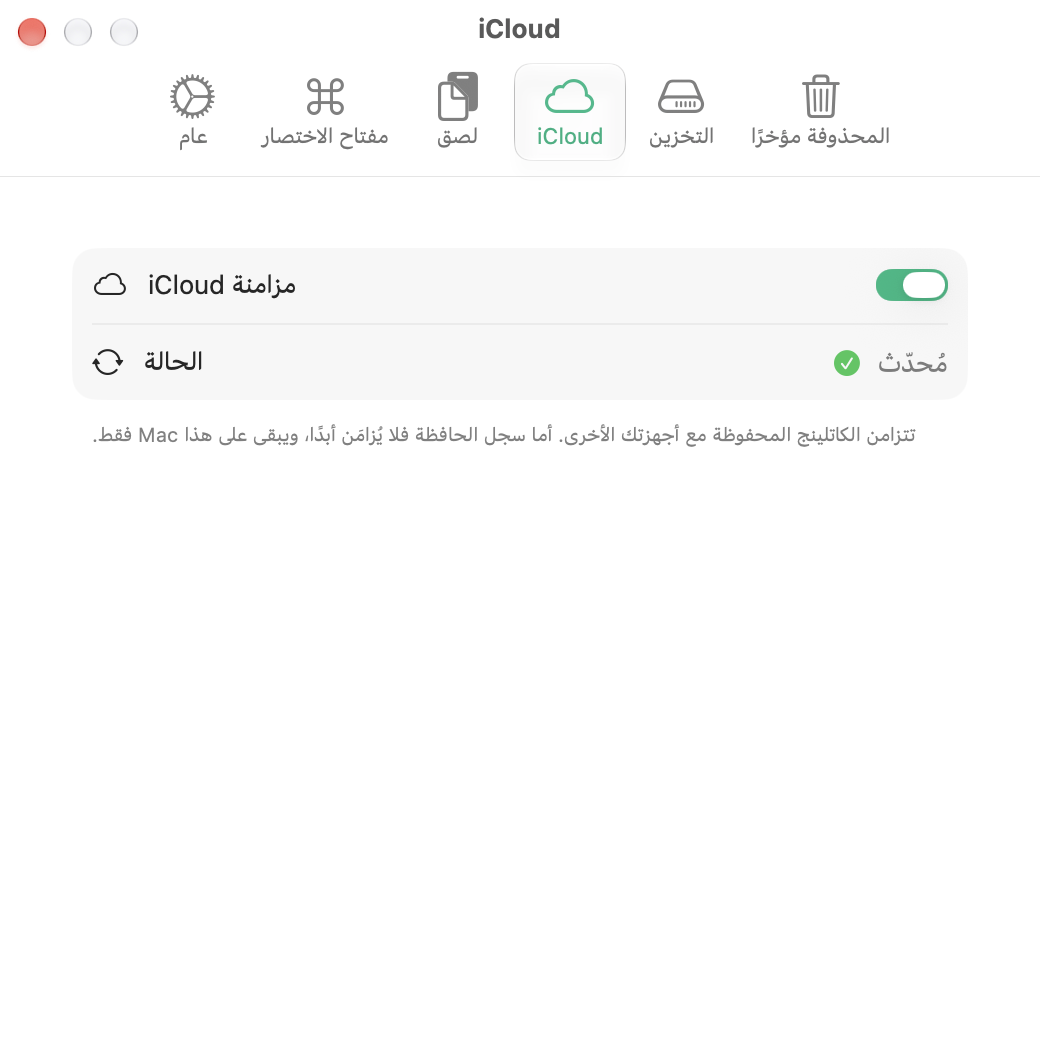 iCloud
عام
مفتاح الاختصار
لصق
iCloud
التخزين
المحذوفة مؤخرًا
مزامنة iCloud
الحالة
مُحدّث
تتزامن الكاتلينج المحفوظة مع أجهزتك الأخرى. أما سجل الحافظة فلا يُزامَن أبدًا، ويبقى على هذا Mac فقط.